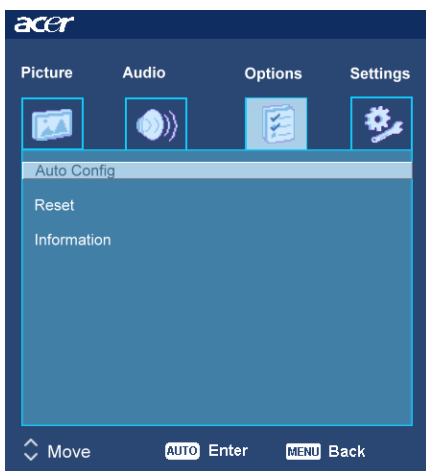 acer
Picture Audio Options Settings
Auto Config
Reset
Information
Move AUTO Enter MENU Back